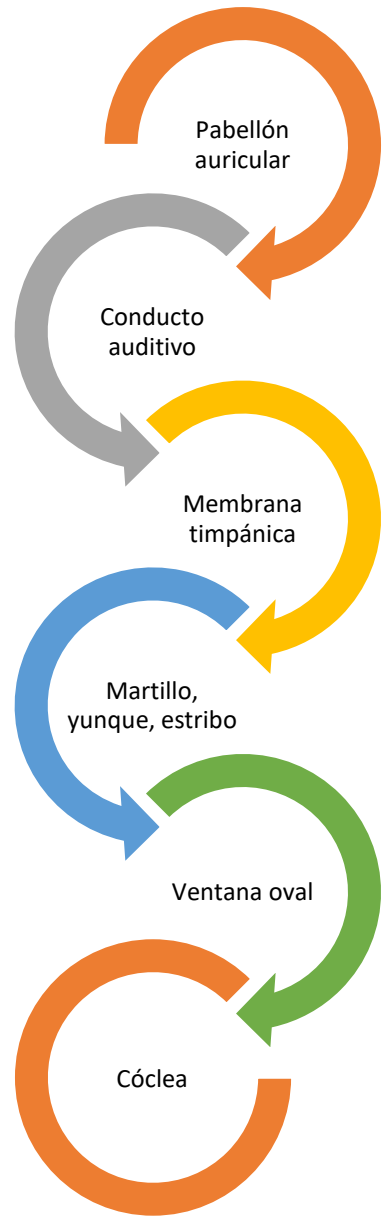 Pabellón
auricular
Conducto
auditivo
Membrana
timpánica
Martillo,
yunque, estribo
Ventana oval
Cóclea